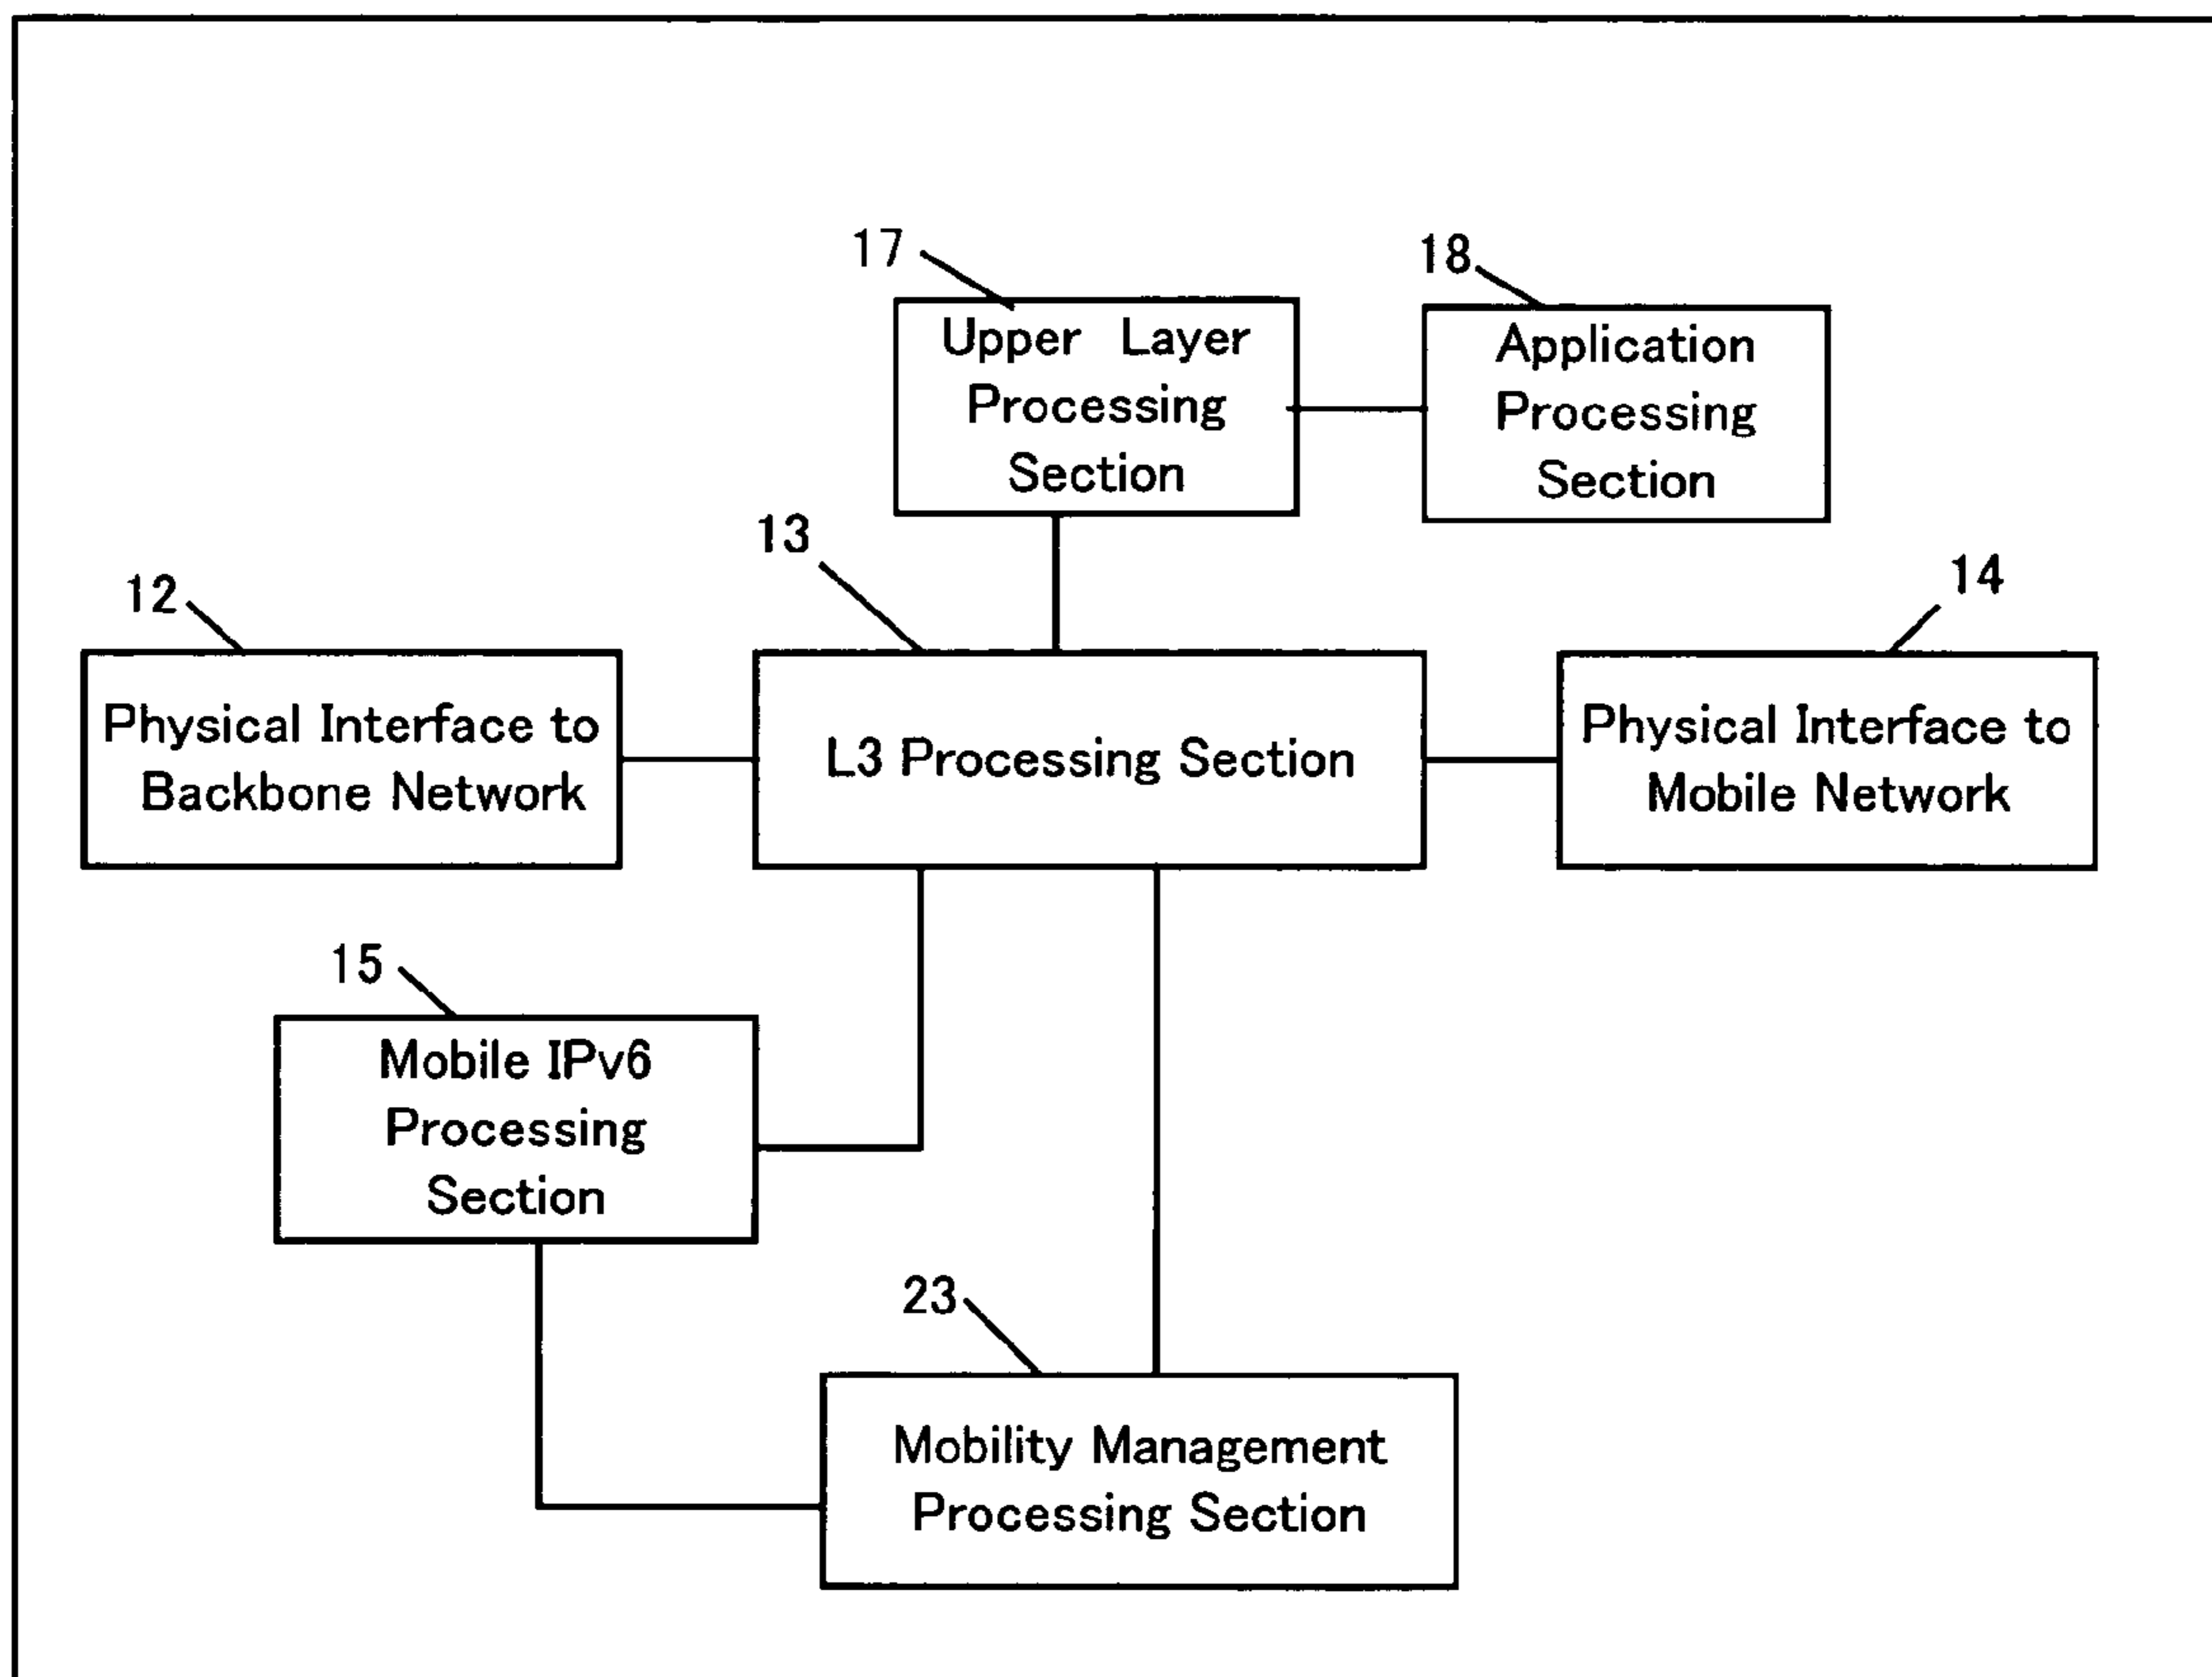 17
Upper Layer
Processing
Section
18
Application
Processing
Section
13
L3 Processing Section
12
Physical Interface to
Backbone Network
14
Physical Interface to
Mobile Network
15
Mobile IPv6
Processing
Section
23
Mobility Management
Processing Section